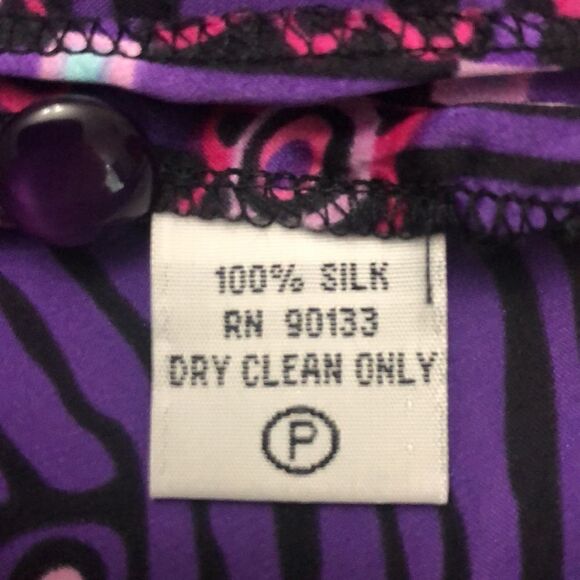 100% SILK
RN 90133
DRY CLEAN ONLY
P